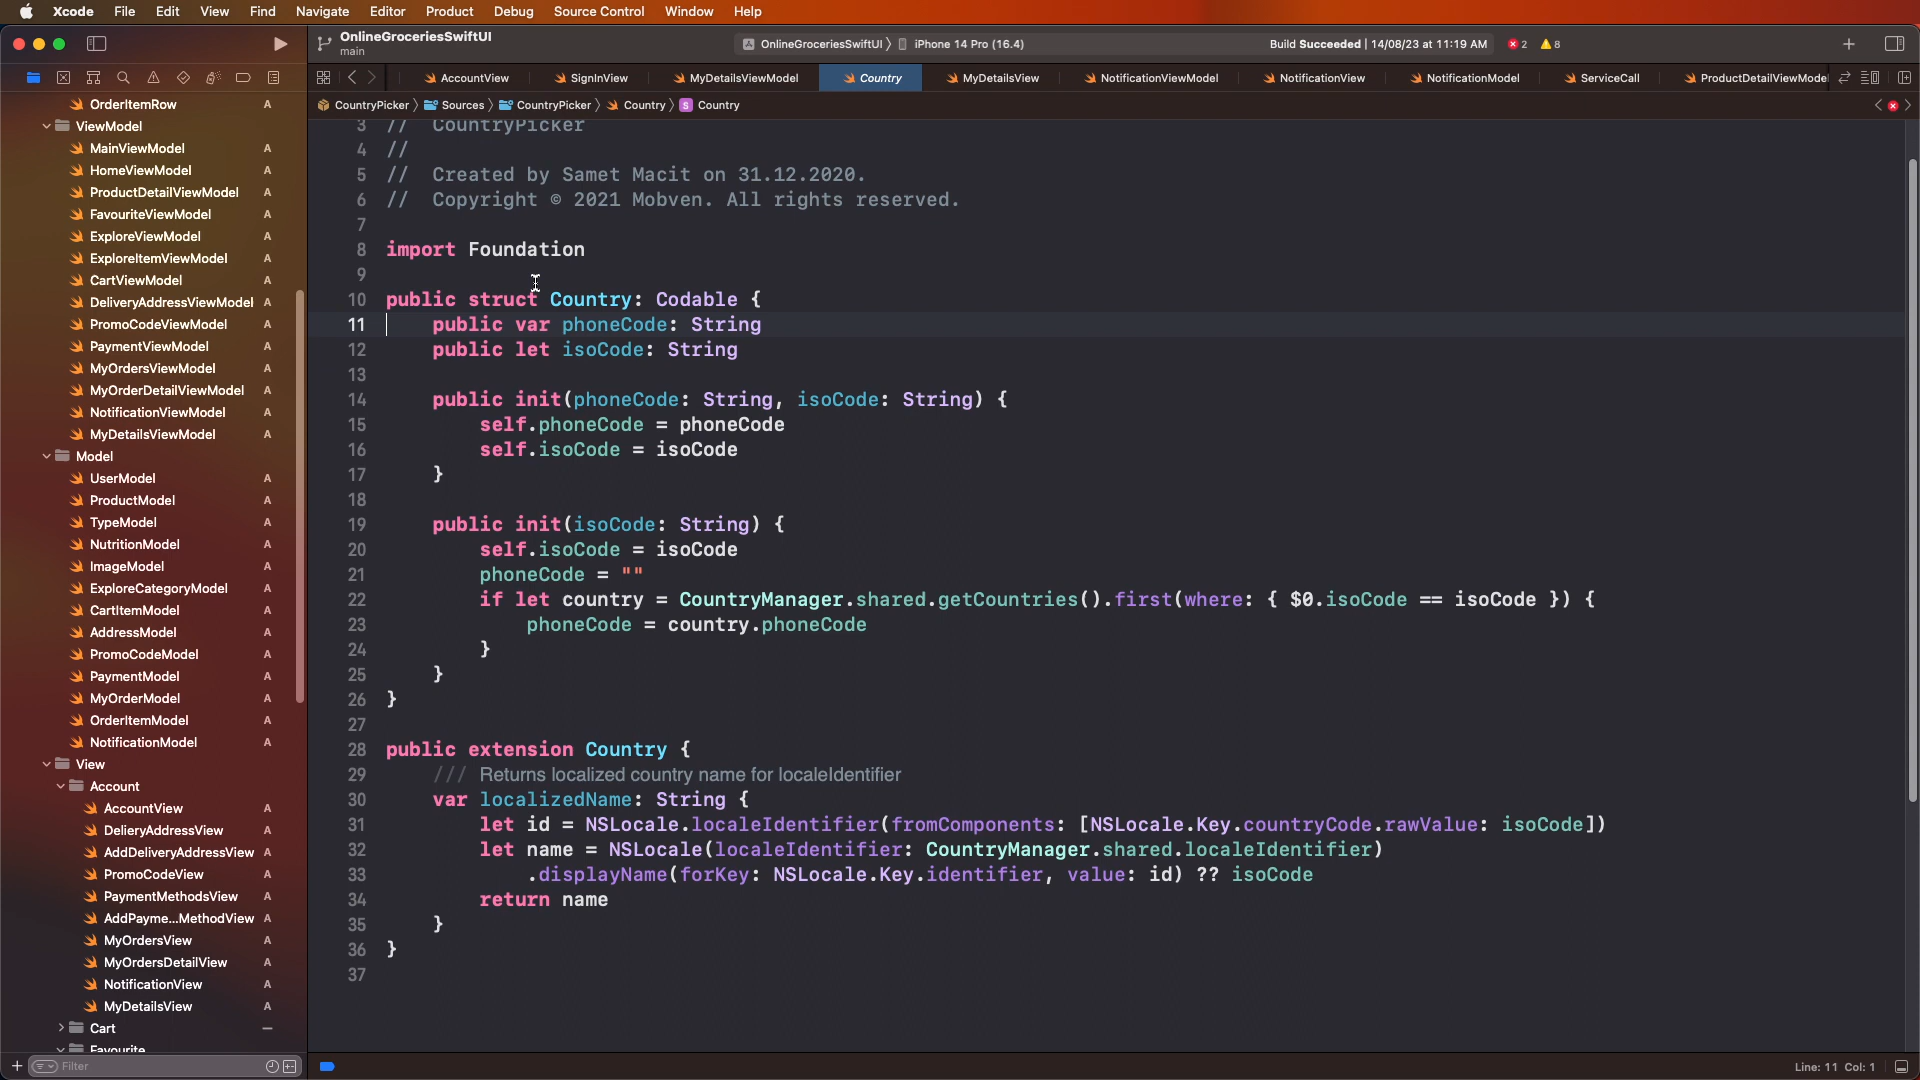 Xcode File Edit View Find Navigate Editor Product Debug Source Control Window Help
OnlineGroceriesSwiftUI
main
OnlineGroceriesSwiftUI iPhone 14 Pro (16.4)
Build Succeeded | 14/08/23 at 11:19 AM 2 8
AccountView SignInView MyDetailsViewModel Country MyDetailsView NotificationViewModel NotificationView NotificationModel ServiceCall ProductDetailViewModel
CountryPicker Sources CountryPicker Country S Country
OrderItemRow A
ViewModel
MainViewModel A
HomeViewModel A
ProductDetailViewModel A
FavouriteViewModel A
ExploreViewModel A
ExploreItemViewModel A
CartViewModel A
DeliveryAddressViewModel A
PromoCodeViewModel A
PaymentViewModel A
MyOrdersViewModel A
MyOrderDetailViewModel A
NotificationViewModel A
MyDetailsViewModel A
Model
UserModel A
ProductModel A
TypeModel A
NutritionModel A
ImageModel A
ExploreCategoryModel A
CartItemModel A
AddressModel A
PromoCodeModel A
PaymentModel A
MyOrderModel A
OrderItemModel A
NotificationModel A
View
Account
AccountView A
DelieryAddressView A
AddDeliveryAddressView A
PromoCodeView A
PaymentMethodsView A
AddPayme...MethodView A
MyOrdersView A
MyOrdersDetailView A
NotificationView A
MyDetailsView A
Cart
Favourite
Filter
3 // CountryPicker
4 //
5 // Created by Samet Macit on 31.12.2020.
6 // Copyright © 2021 Mobven. All rights reserved.
7
8 import Foundation
9
10 public struct Country: Codable {
11 public var phoneCode: String
12 public let isoCode: String
13
14 public init(phoneCode: String, isoCode: String) {
15 self.phoneCode = phoneCode
16 self.isoCode = isoCode
17 }
18
19 public init(isoCode: String) {
20 self.isoCode = isoCode
21 phoneCode = ""
22 if let country = CountryManager.shared.getCountries().first(where: { $0.isoCode == isoCode }) {
23 phoneCode = country.phoneCode
24 }
25 }
26 }
27
28 public extension Country {
29 /// Returns localized country name for localeIdentifier
30 var localizedName: String {
31 let id = NSLocale.localeIdentifier(fromComponents: [NSLocale.Key.countryCode.rawValue: isoCode])
32 let name = NSLocale(localeIdentifier: CountryManager.shared.localeIdentifier)
33 .displayName(forKey: NSLocale.Key.identifier, value: id) ?? isoCode
34 return name
35 }
36 }
37
Line: 11 Col: 1